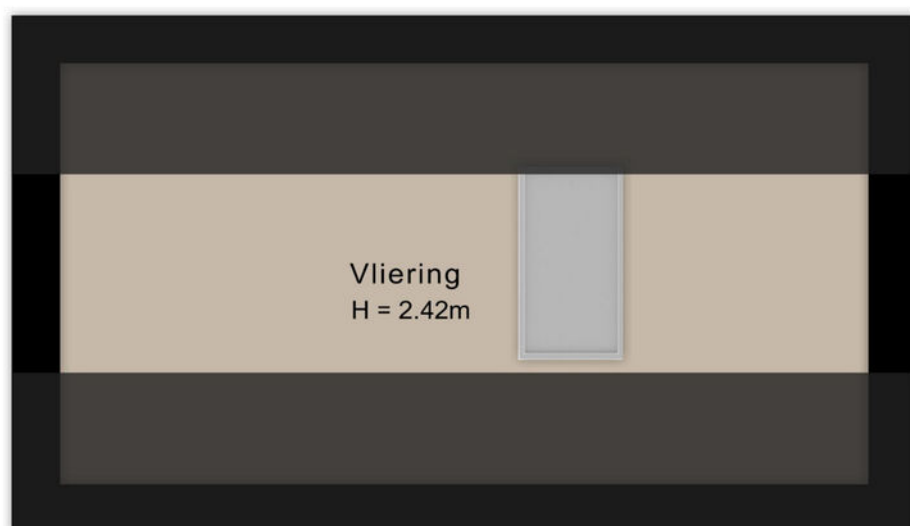 Vliering
H = 2.42m